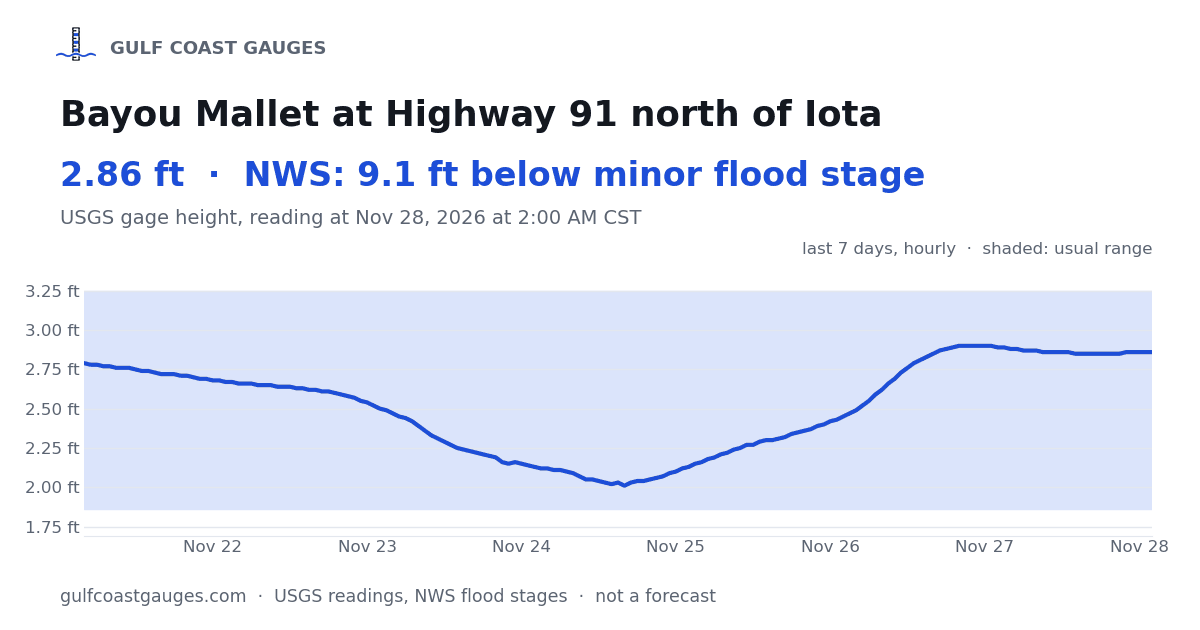 GULF COAST GAUGES
Bayou Mallet at Highway 91 north of Iota
2.86 ft · NWS: 9.1 ft below minor flood stage
USGS gage height, reading at Nov 28, 2026 at 2:00 AM CST
last 7 days, hourly · shaded: usual range
3.25 ft
3.00 ft
2.75 ft
2.50 ft
2.25 ft
2.00 ft
1.75 ft
Nov 22 Nov 23 Nov 24 Nov 25 Nov 26 Nov 27 Nov 28
gulfcoastgauges.com · USGS readings, NWS flood stages · not a forecast